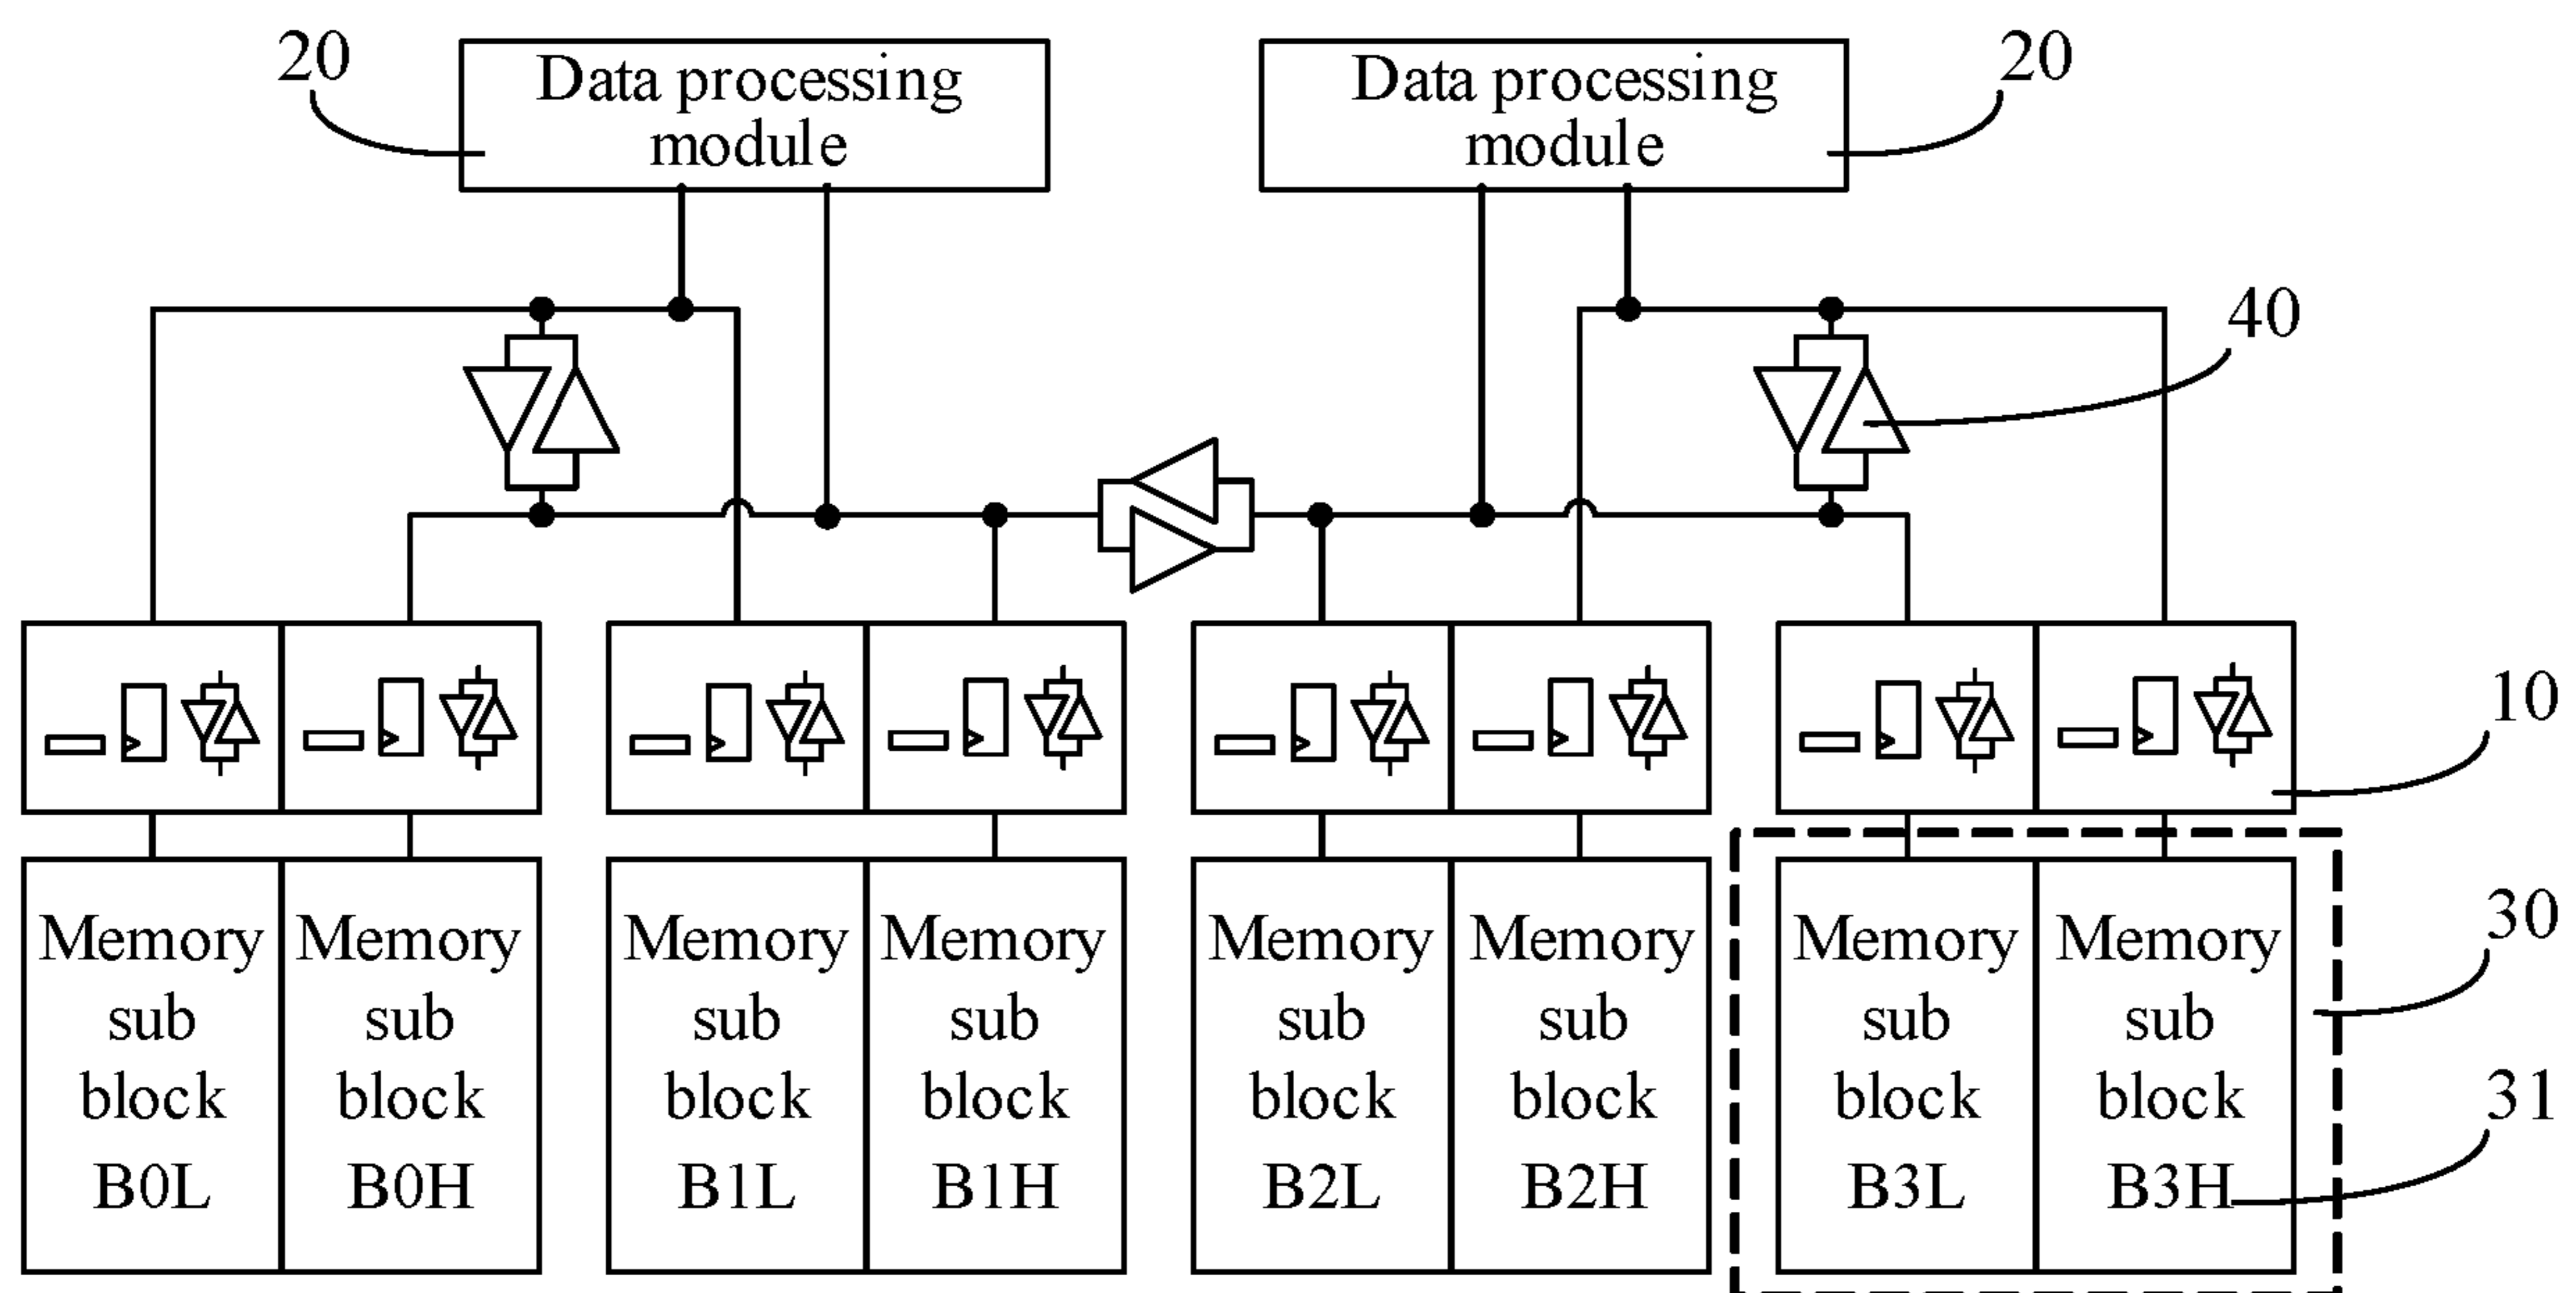 20
Data processing
module
Data processing
module
20
40
10
Memory
sub
block
B0L
Memory
sub
block
B0H
Memory
sub
block
B1L
Memory
sub
block
B1H
Memory
sub
block
B2L
Memory
sub
block
B2H
Memory
sub
block
B3L
Memory
sub
block
B3H
30
31